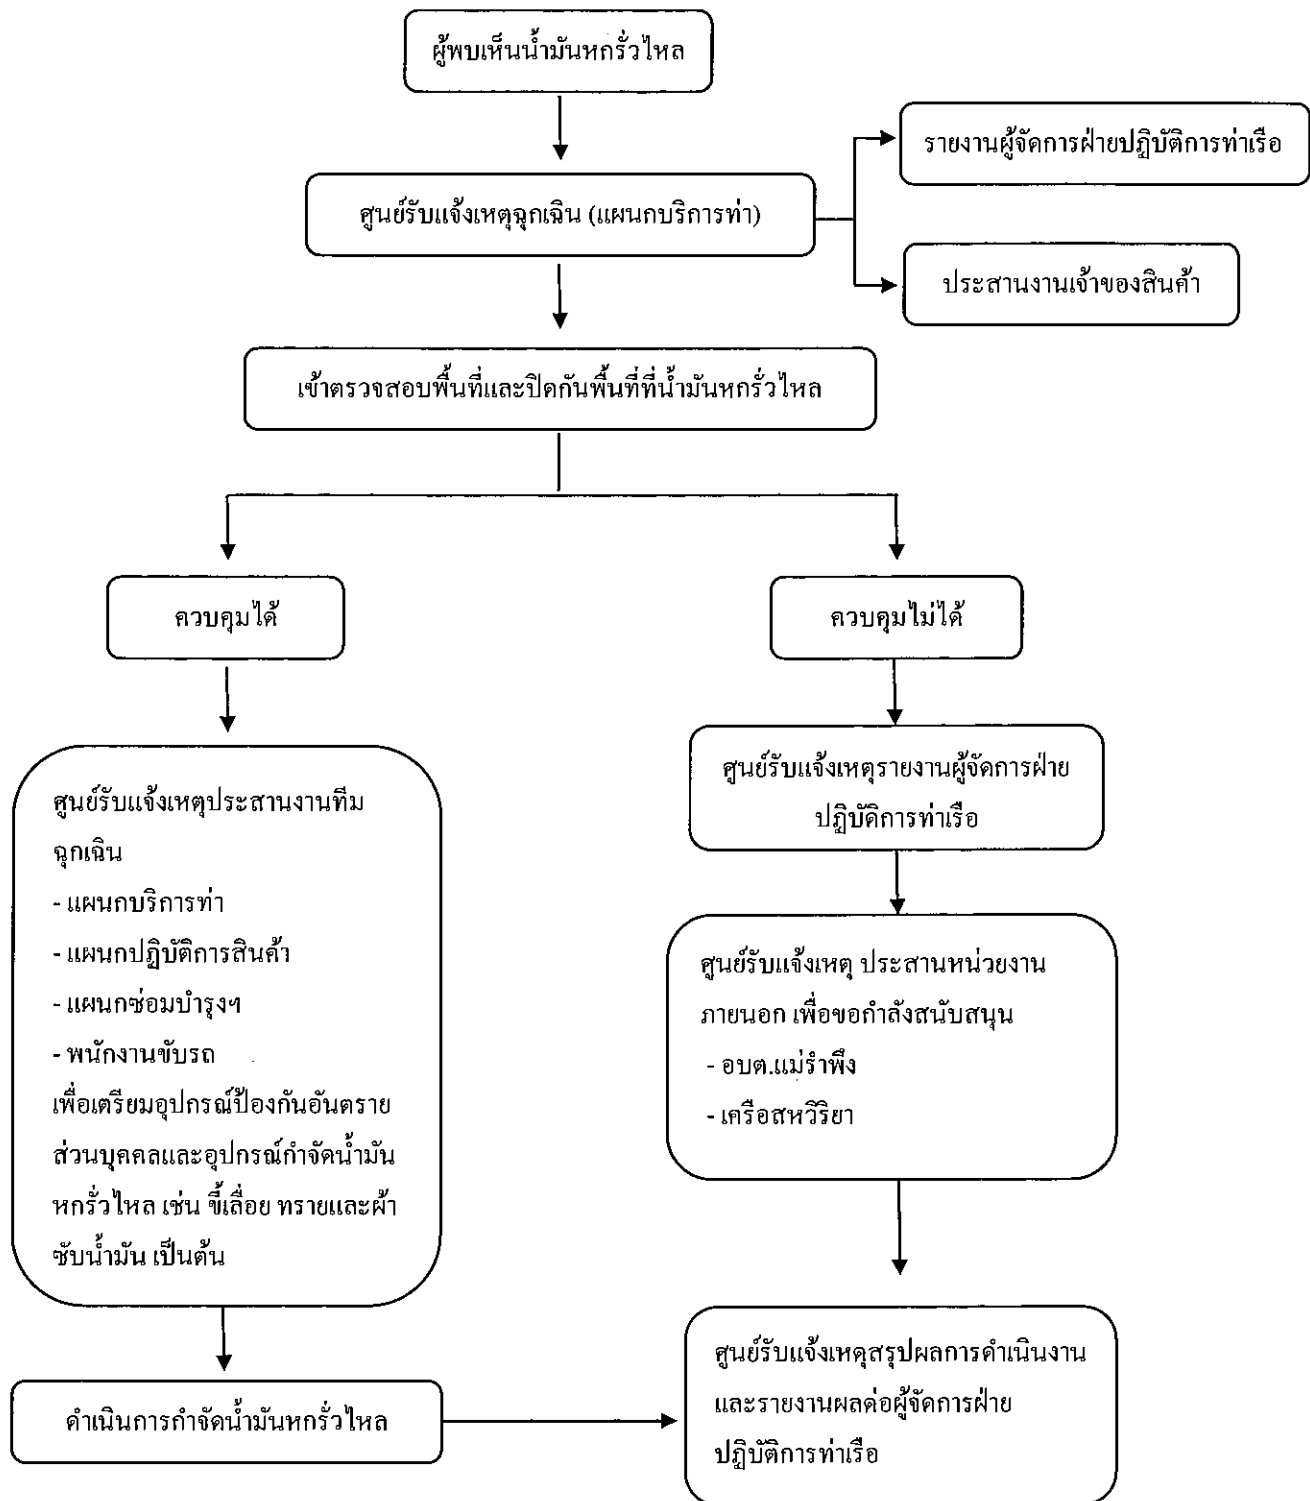 ผู้พบเห็นน้ำมันหกรั่วไหล
รายงานผู้จัดการฝ่ายปฏิบัติการท่าเรือ
ศูนย์รับแจ้งเหตุฉุกเฉิน (แผนกบริการท่า)
ประสานงานเจ้าของสินค้า
เข้าตรวจสอบพื้นที่และปิดกั้นพื้นที่ที่น้ำมันหกรั่วไหล
ควบคุมได้
ควบคุมไม่ได้
ศูนย์รับแจ้งเหตุประสานงานทีม
ฉุกเฉิน
- แผนกบริการท่า
- แผนกปฏิบัติการสินค้า
- แผนกซ่อมบำรุงฯ
- พนักงานขับรถ
เพื่อเตรียมอุปกรณ์ป้องกันอันตราย
ส่วนบุคคลและอุปกรณ์กำจัดน้ำมัน
หกรั่วไหล เช่น ขี้เลื่อย ทรายและผ้า
ซับน้ำมัน เป็นต้น
ศูนย์รับแจ้งเหตุรายงานผู้จัดการฝ่าย
ปฏิบัติการท่าเรือ
ศูนย์รับแจ้งเหตุ ประสานหน่วยงาน
ภายนอก เพื่อขอกำลังสนับสนุน
- อบต.แม่รำพึง
- เครือสหวิริยา
ดำเนินการกำจัดน้ำมันหกรั่วไหล
ศูนย์รับแจ้งเหตุสรุปผลการดำเนินงาน
และรายงานผลต่อผู้จัดการฝ่าย
ปฏิบัติการท่าเรือ